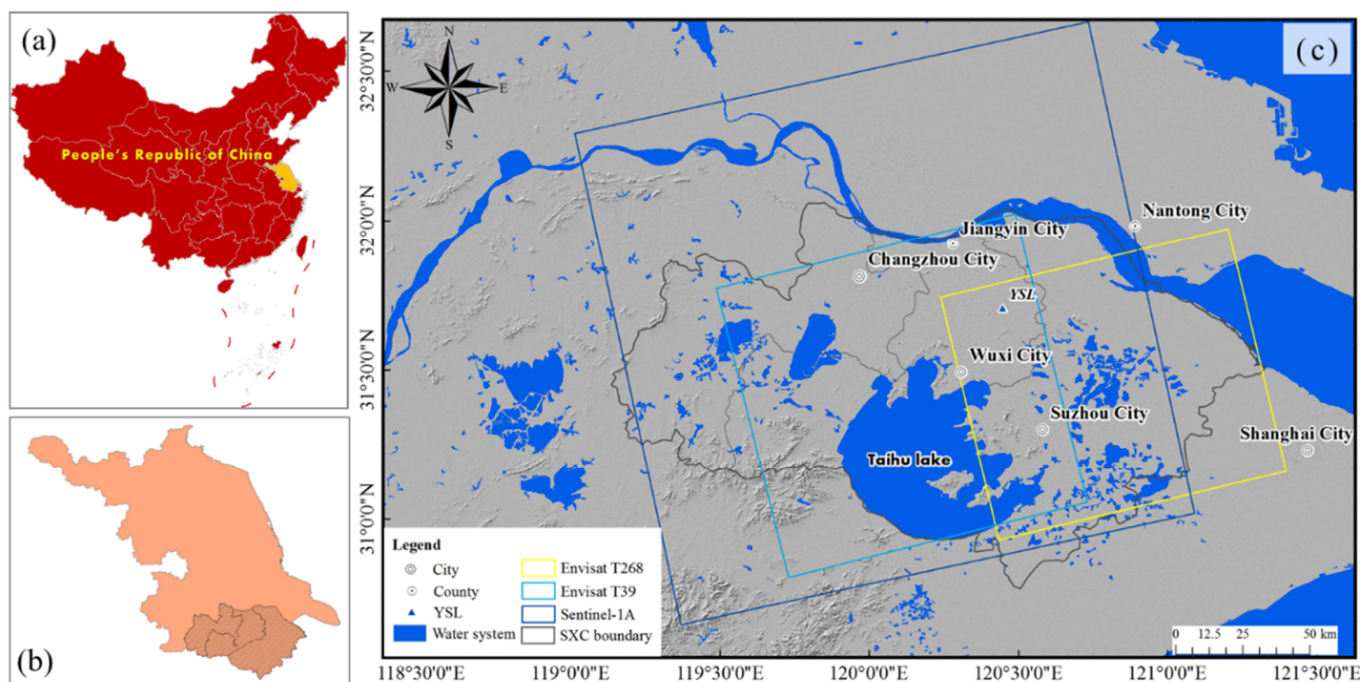 (a)
People's Republic of China
(b)
(c)
N
W
E
S
32°30'0"N
32°0'0"N
31°30'0"N
31°0'0"N
Nantong City
Jiangyin City
Changzhou City
YSL
Wuxi City
Suzhou City
Shanghai City
Taihu lake
Legend
City
County
YSL
Water system
Envisat T268
Envisat T39
Sentinel-1A
SXC boundary
0 12.5 25 50 km
118°30'0"E 119°0'0"E 119°30'0"E 120°0'0"E 120°30'0"E 121°0'0"E 121°30'0"E